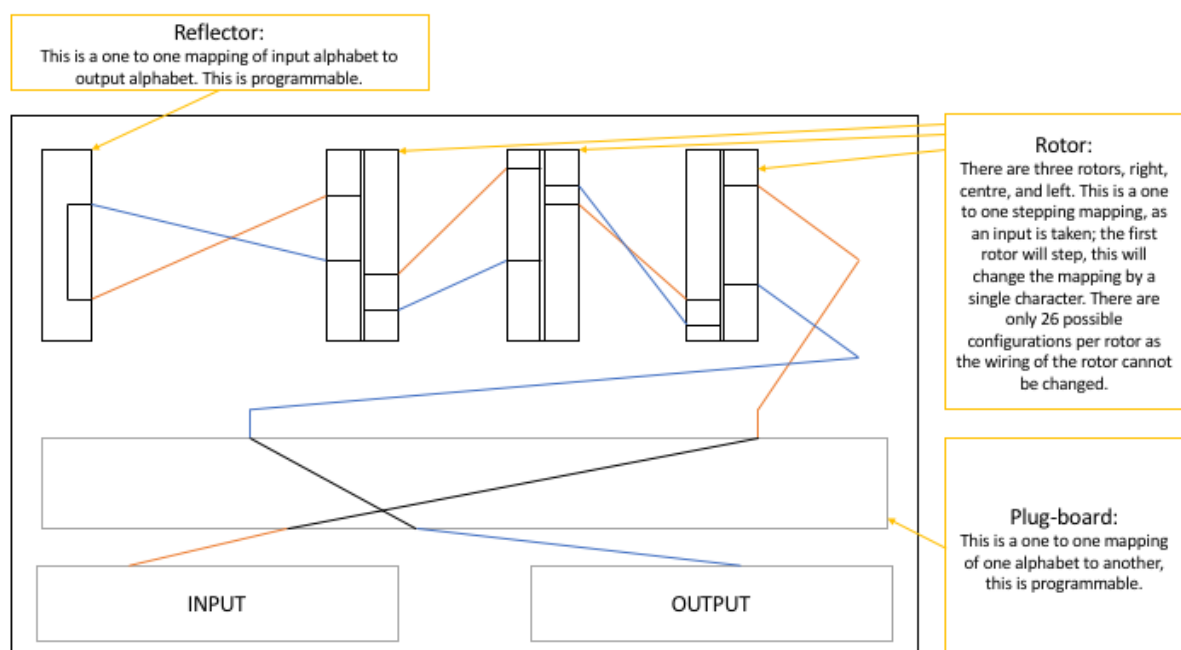 Reflector:
This is a one to one mapping of input alphabet to
output alphabet. This is programmable.
Rotor:
There are three rotors, right,
centre, and left. This is a one
to one stepping mapping, as
an input is taken; the first
rotor will step, this will
change the mapping by a
single character. There are
only 26 possible
configurations per rotor as
the wiring of the rotor cannot
be changed.
Plug-board:
This is a one to one mapping
of one alphabet to another,
this is programmable.
INPUT
OUTPUT